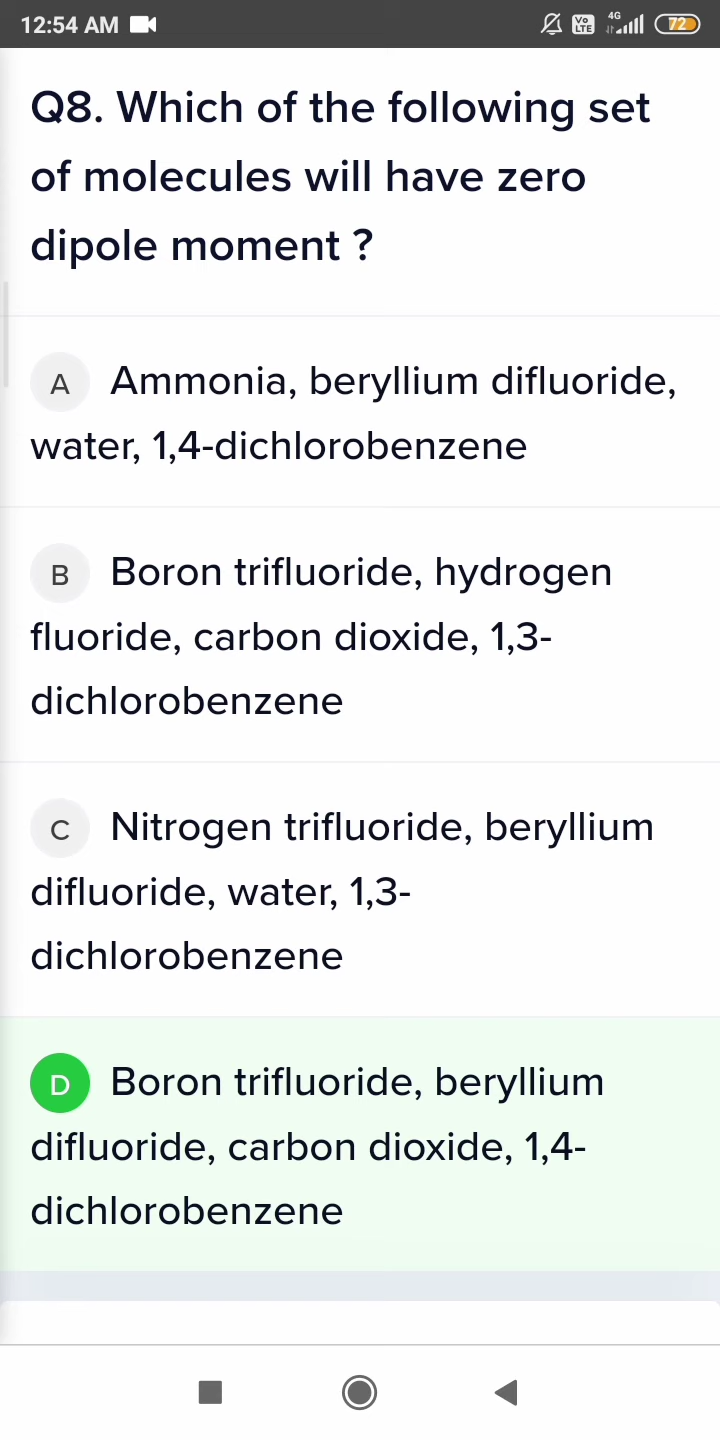 12:54 AM Vo LTE 4G 72
Q8. Which of the following set
of molecules will have zero
dipole moment ?
A Ammonia, beryllium difluoride,
water, 1,4-dichlorobenzene
B Boron trifluoride, hydrogen
fluoride, carbon dioxide, 1,3-
dichlorobenzene
C Nitrogen trifluoride, beryllium
difluoride, water, 1,3-
dichlorobenzene
D Boron trifluoride, beryllium
difluoride, carbon dioxide, 1,4-
dichlorobenzene